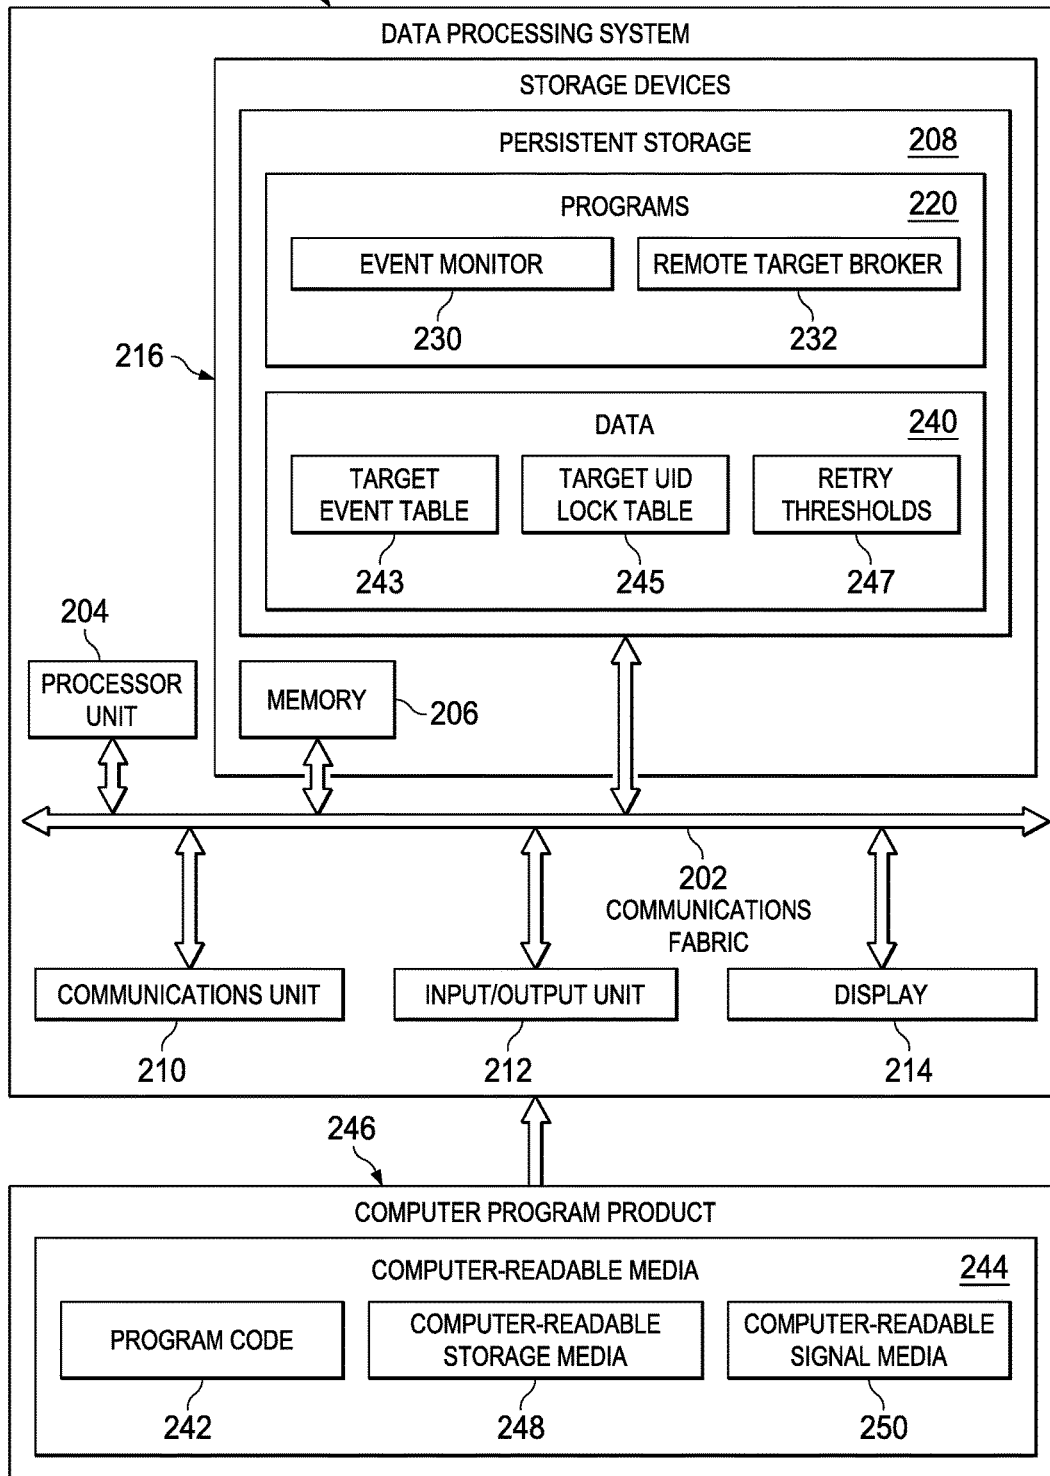 DATA PROCESSING SYSTEM
STORAGE DEVICES
PERSISTENT STORAGE
208
PROGRAMS
220
EVENT MONITOR
REMOTE TARGET BROKER
230
232
216
DATA
240
TARGET
EVENT TABLE
TARGET UID
LOCK TABLE
RETRY
THRESHOLDS
243
245
247
204
PROCESSOR
UNIT
MEMORY
206
202
COMMUNICATIONS
FABRIC
COMMUNICATIONS UNIT
INPUT/OUTPUT UNIT
DISPLAY
210
212
214
246
COMPUTER PROGRAM PRODUCT
COMPUTER-READABLE MEDIA
244
PROGRAM CODE
COMPUTER-READABLE
STORAGE MEDIA
COMPUTER-READABLE
SIGNAL MEDIA
242
248
250